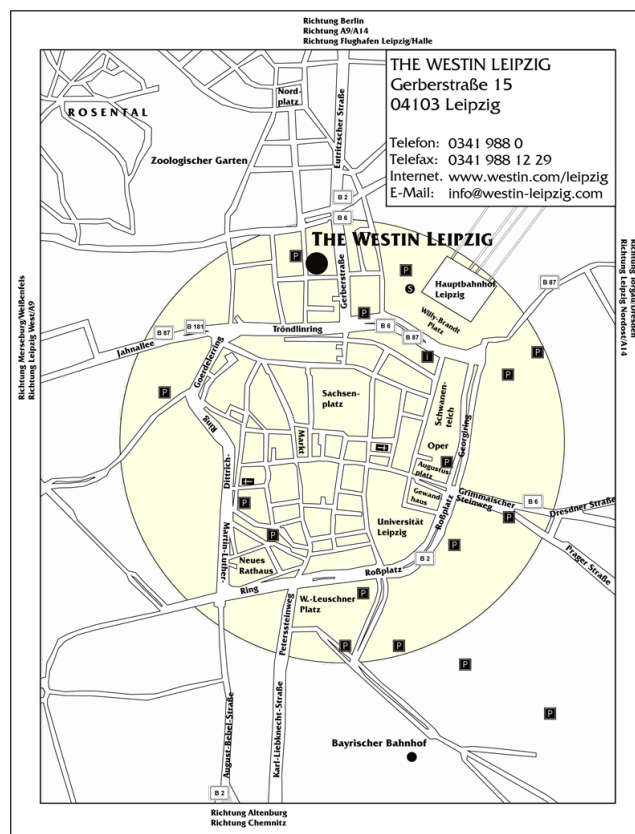 Richtung Berlin
Richtung A9/A14
Richtung Flughafen Leipzig/Halle
THE WESTIN LEIPZIG
Gerberstraße 15
04103 Leipzig
Telefon: 0341 988 0
Telefax: 0341 988 12 29
Internet. www.westin.com/leipzig
E-Mail: info@westin-leipzig.com
ROSENTAL
Nord-
platz
Eutritzscher Straße
Zoologischer Garten
B 2
B 6
THE WESTIN LEIPZIG
P
P
S
Hauptbahnhof
Leipzig
Gerberstraße
Willy-Brandt
Platz
P
B 87
Richtung Torgau/Dresden
Richtung Leipzig Nordost/A14
Richtung Merseburg/Weißenfels
Richtung Leipzig West/A9
B 87
B 181
Tröndlinring
B 6
B 87
Jahnallee
Goerdelerring
i
P
P
P
Sachsen-
platz
Schwanen-
teich
Georgiring
Ring
Markt
Oper
P
Augustus-
platz
Dittrich-
Gewand-
haus
Grimmaischer
Steinweg
B 6
Dresdner Straße
P
P
Roßplatz
Universität
Leipzig
P
P
Prager Straße
Martin-Luther-
Neues
Rathaus
B 2
Roßplatz
Ring
W.-Leuschner
Platz
P
Peterssteinweg
P
P
P
P
August-Bebel-Straße
Karl-Liebknecht-Straße
Bayrischer Bahnhof
B 2
Richtung Altenburg
Richtung Chemnitz